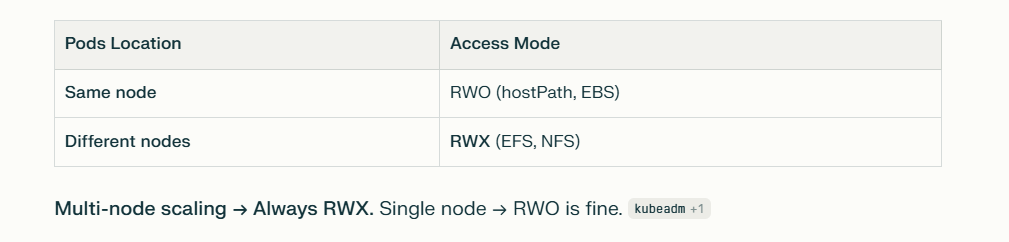 Pods Location Access Mode
Same node RWO (hostPath, EBS)
Different nodes RWX (EFS, NFS)
Multi-node scaling → Always RWX. Single node → RWO is fine. kubeadm +1